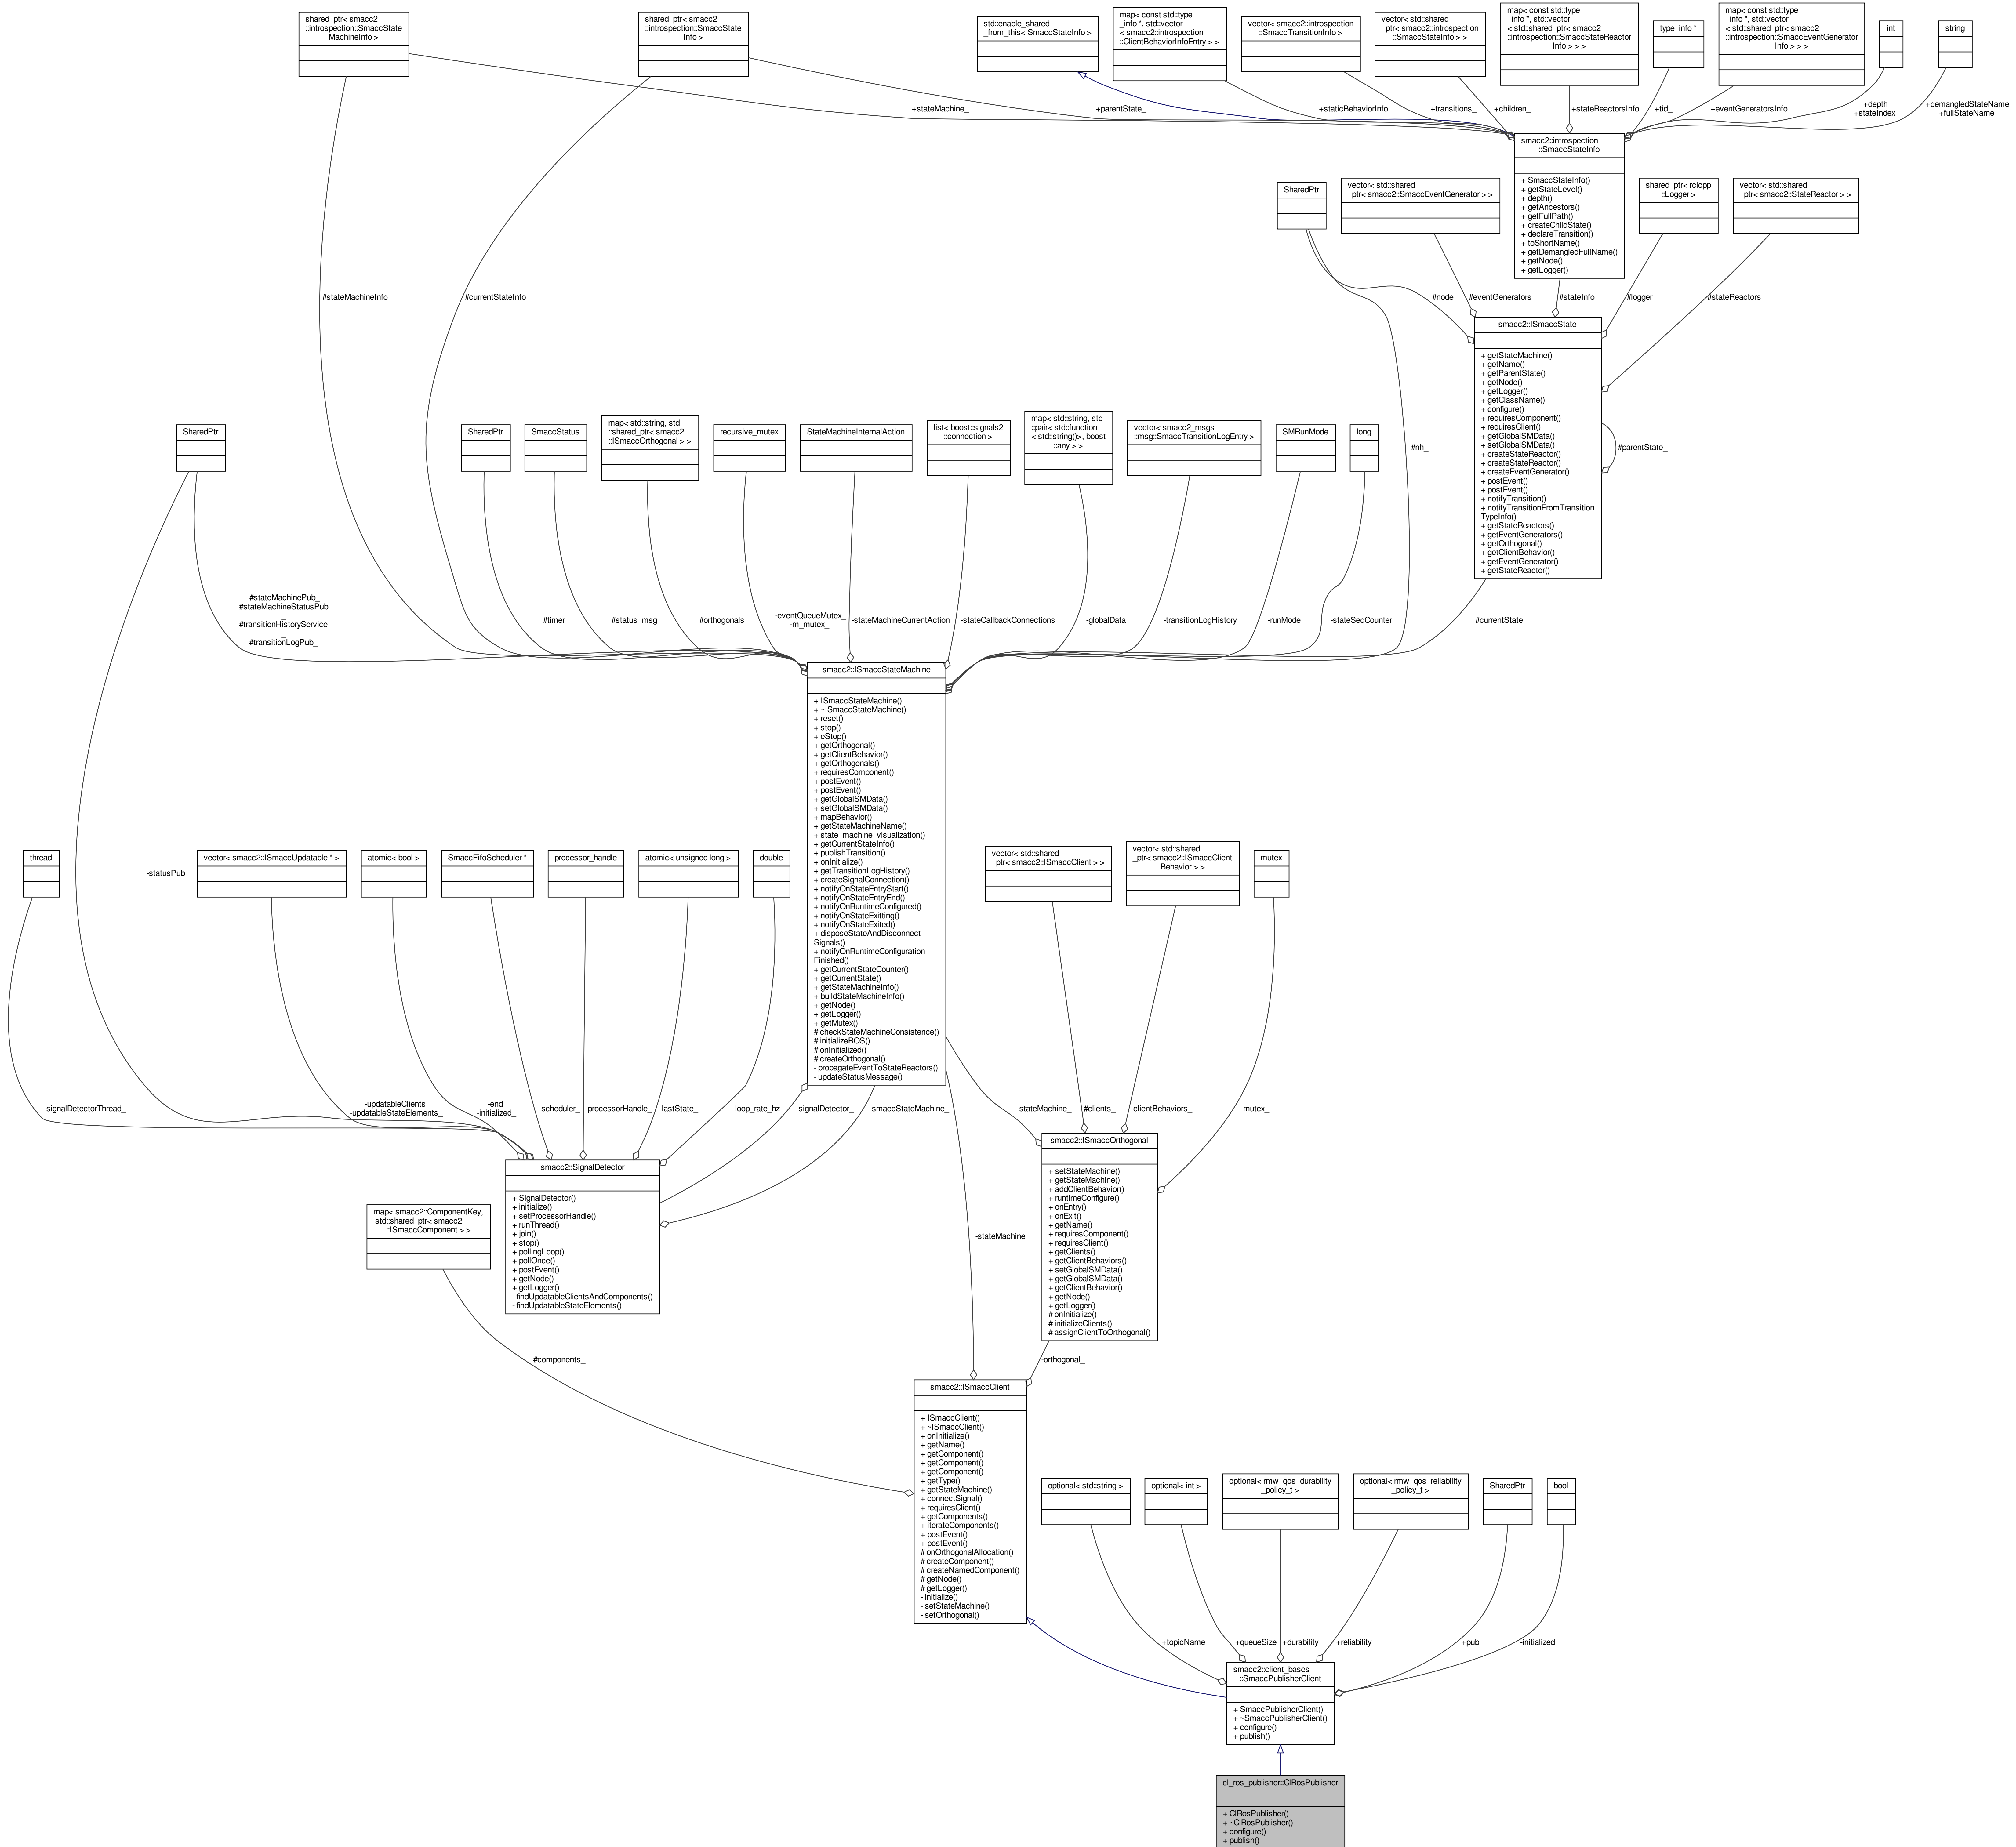 shared_ptr< smacc2
::introspection::SmaccState
MachineInfo >
shared_ptr< smacc2
::introspection::SmaccState
Info >
std::enable_shared
_from_this< SmaccStateInfo >
map< const std::type
_info *, std::vector
< smacc2::introspection
::ClientBehaviorInfoEntry > >
vector< smacc2::introspection
::SmaccTransitionInfo >
vector< std::shared
_ptr< smacc2::introspection
::SmaccStateInfo > >
map< const std::type
_info *, std::vector
< std::shared_ptr< smacc2
::introspection::SmaccStateReactor
Info > > >
type_info *
map< const std::type
_info *, std::vector
< std::shared_ptr< smacc2
::introspection::SmaccEventGenerator
Info > > >
int
string
+stateMachine_
+parentState_
+staticBehaviorInfo
+transitions_
+children_
+stateReactorsInfo
+tid_
+eventGeneratorsInfo
+depth_
+stateIndex_
+demangledStateName
+fullStateName
smacc2::introspection
::SmaccStateInfo
+ SmaccStateInfo()
+ getStateLevel()
+ depth()
+ getAncestors()
+ getFullPath()
+ createChildState()
+ declareTransition()
+ toShortName()
+ getDemangledFullName()
+ getNode()
+ getLogger()
SharedPtr
vector< std::shared
_ptr< smacc2::SmaccEventGenerator > >
shared_ptr< rclcpp
::Logger >
vector< std::shared
_ptr< smacc2::StateReactor > >
#stateMachineInfo_
#currentStateInfo_
#node_
#eventGenerators_
#stateInfo_
#logger_
#stateReactors_
smacc2::ISmaccState
+ getStateMachine()
+ getName()
+ getParentState()
+ getNode()
+ getLogger()
+ getClassName()
+ configure()
+ requiresComponent()
+ requiresClient()
+ getGlobalSMData()
+ setGlobalSMData()
+ createStateReactor()
+ createStateReactor()
+ createEventGenerator()
+ postEvent()
+ postEvent()
+ notifyTransition()
+ notifyTransitionFromTransition
TypeInfo()
+ getStateReactors()
+ getEventGenerators()
+ getOrthogonal()
+ getClientBehavior()
+ getEventGenerator()
+ getStateReactor()
#parentState_
#nh_
SharedPtr
SharedPtr
SmaccStatus
map< std::string, std
::shared_ptr< smacc2
::ISmaccOrthogonal > >
recursive_mutex
StateMachineInternalAction
list< boost::signals2
::connection >
map< std::string, std
::pair< std::function
< std::string()>, boost
::any > >
vector< smacc2_msgs
::msg::SmaccTransitionLogEntry >
SMRunMode
long
#stateMachinePub_
#stateMachineStatusPub
_
#transitionHistoryService
_
#transitionLogPub_
#timer_
#status_msg_
#orthogonals_
-eventQueueMutex_
-m_mutex_
-stateMachineCurrentAction
-stateCallbackConnections
-globalData_
-transitionLogHistory_
-runMode_
-stateSeqCounter_
#currentState_
smacc2::ISmaccStateMachine
+ ISmaccStateMachine()
+ ~ISmaccStateMachine()
+ reset()
+ stop()
+ eStop()
+ getOrthogonal()
+ getClientBehavior()
+ getOrthogonals()
+ requiresComponent()
+ postEvent()
+ postEvent()
+ getGlobalSMData()
+ setGlobalSMData()
+ mapBehavior()
+ getStateMachineName()
+ state_machine_visualization()
+ getCurrentStateInfo()
+ publishTransition()
+ onInitialize()
+ getTransitionLogHistory()
+ createSignalConnection()
+ notifyOnStateEntryStart()
+ notifyOnStateEntryEnd()
+ notifyOnRuntimeConfigured()
+ notifyOnStateExitting()
+ notifyOnStateExited()
+ disposeStateAndDisconnect
Signals()
+ notifyOnRuntimeConfiguration
Finished()
+ getCurrentStateCounter()
+ getCurrentState()
+ getStateMachineInfo()
+ buildStateMachineInfo()
+ getNode()
+ getLogger()
+ getMutex()
# checkStateMachineConsistence()
# initializeROS()
# onInitialized()
# createOrthogonal()
- propagateEventToStateReactors()
- updateStatusMessage()
thread
-statusPub_
vector< smacc2::ISmaccUpdatable * >
atomic< bool >
SmaccFifoScheduler *
processor_handle
atomic< unsigned long >
double
vector< std::shared
_ptr< smacc2::ISmaccClient > >
vector< std::shared
_ptr< smacc2::ISmaccClient
Behavior > >
mutex
-signalDetectorThread_
-updatableClients_
-updatableStateElements_
-end_
-initialized_
-scheduler_
-processorHandle_
-lastState_
-loop_rate_hz
-signalDetector_
-smaccStateMachine_
-stateMachine_
#clients_
-clientBehaviors_
-mutex_
smacc2::SignalDetector
+ SignalDetector()
+ initialize()
+ setProcessorHandle()
+ runThread()
+ join()
+ stop()
+ pollingLoop()
+ pollOnce()
+ postEvent()
+ getNode()
+ getLogger()
- findUpdatableClientsAndComponents()
- findUpdatableStateElements()
smacc2::ISmaccOrthogonal
+ setStateMachine()
+ getStateMachine()
+ addClientBehavior()
+ runtimeConfigure()
+ onEntry()
+ onExit()
+ getName()
+ requiresComponent()
+ requiresClient()
+ getClients()
+ getClientBehaviors()
+ setGlobalSMData()
+ getGlobalSMData()
+ getClientBehavior()
+ getNode()
+ getLogger()
# onInitialize()
# initializeClients()
# assignClientToOrthogonal()
map< smacc2::ComponentKey,
std::shared_ptr< smacc2
::ISmaccComponent > >
-stateMachine_
#components_
-orthogonal_
smacc2::ISmaccClient
+ ISmaccClient()
+ ~ISmaccClient()
+ onInitialize()
+ getName()
+ getComponent()
+ getComponent()
+ getComponent()
+ getType()
+ getStateMachine()
+ connectSignal()
+ requiresClient()
+ getComponents()
+ iterateComponents()
+ postEvent()
+ postEvent()
# onOrthogonalAllocation()
# createComponent()
# createNamedComponent()
# getNode()
# getLogger()
- initialize()
- setStateMachine()
- setOrthogonal()
optional< std::string >
optional< int >
optional< rmw_qos_durability
_policy_t >
optional< rmw_qos_reliability
_policy_t >
SharedPtr
bool
+topicName
+queueSize
+durability
+reliability
+pub_
-initialized_
smacc2::client_bases
::SmaccPublisherClient
+ SmaccPublisherClient()
+ ~SmaccPublisherClient()
+ configure()
+ publish()
cl_ros_publisher::ClRosPublisher
+ ClRosPublisher()
+ ~ClRosPublisher()
+ configure()
+ publish()